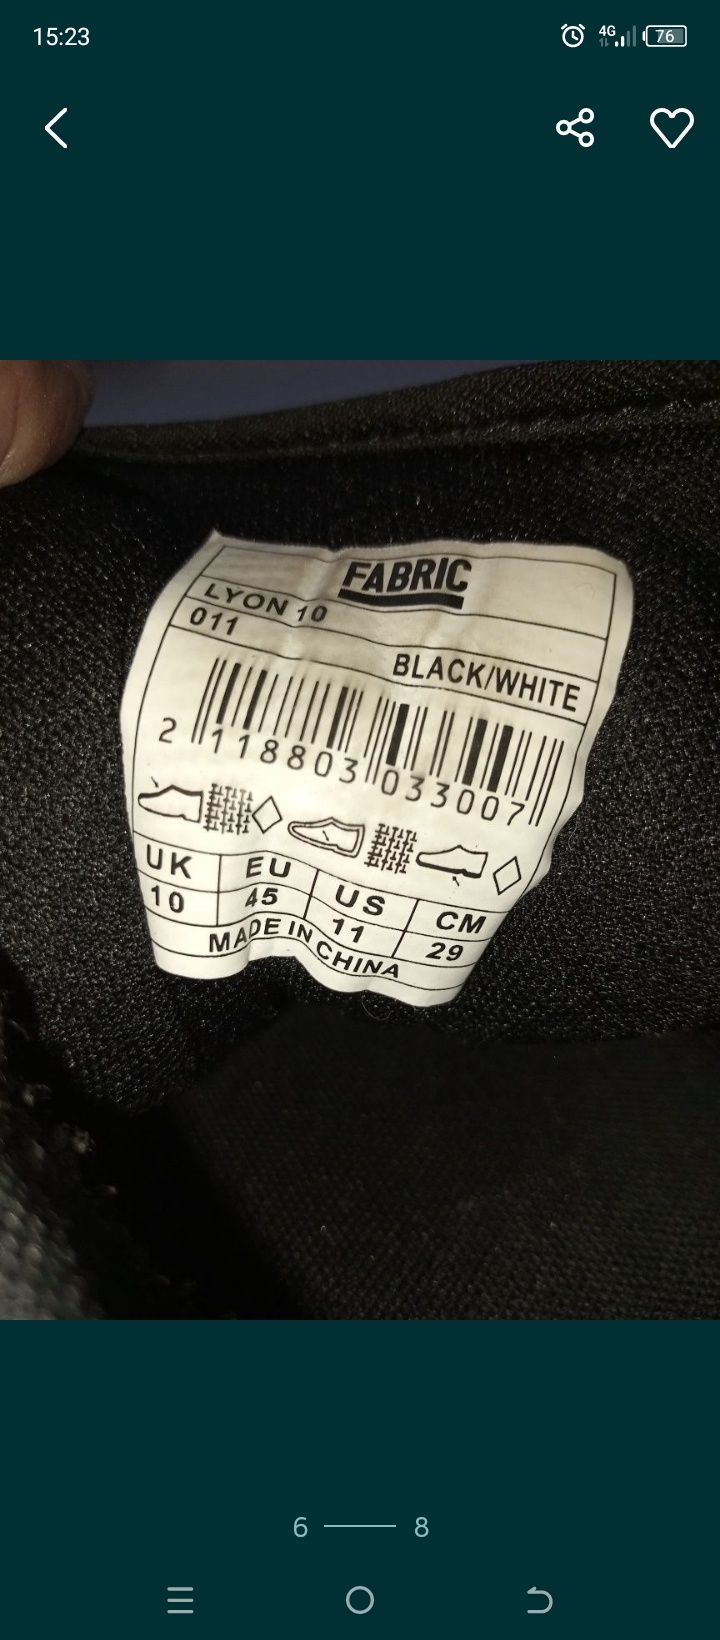 15:23
4G
76
FABRIC
LYON 10
011
BLACK/WHITE
2 118803 033007
UK EU US CM
10 45 11 29
MADE IN CHINA
6 8